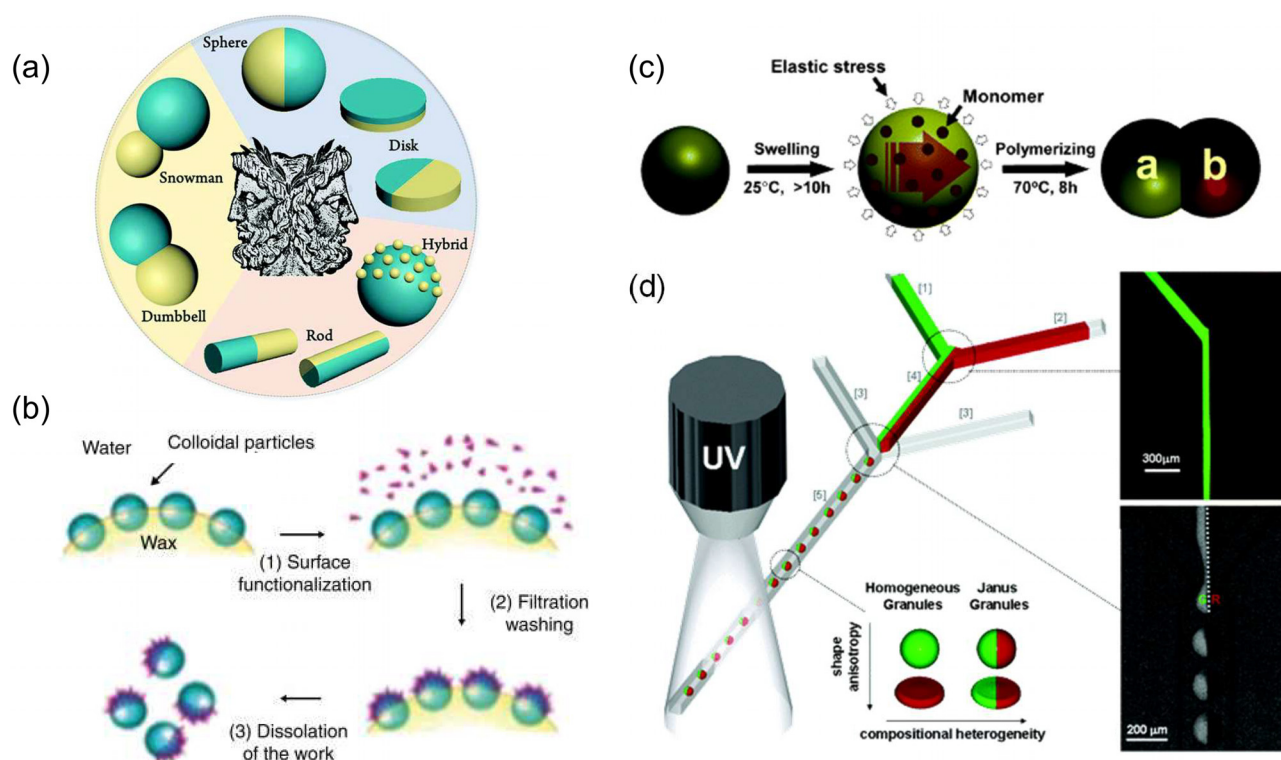 (a)
Sphere
Disk
Snowman
Hybrid
Dumbbell
Rod
(b)
Water
Colloidal particles
Wax
(1) Surface
functionalization
(2) Filtration
washing
(3) Dissolation
of the work
(c)
Elastic stress
Monomer
Swelling
25°C, >10h
Polymerizing
70°C, 8h
a
b
(d)
[1]
[2]
[3]
[4]
[3]
[5]
UV
Homogeneous
Granules
Janus
Granules
shape
anisotropy
compositional heterogeneity
300μm
G R
200 μm